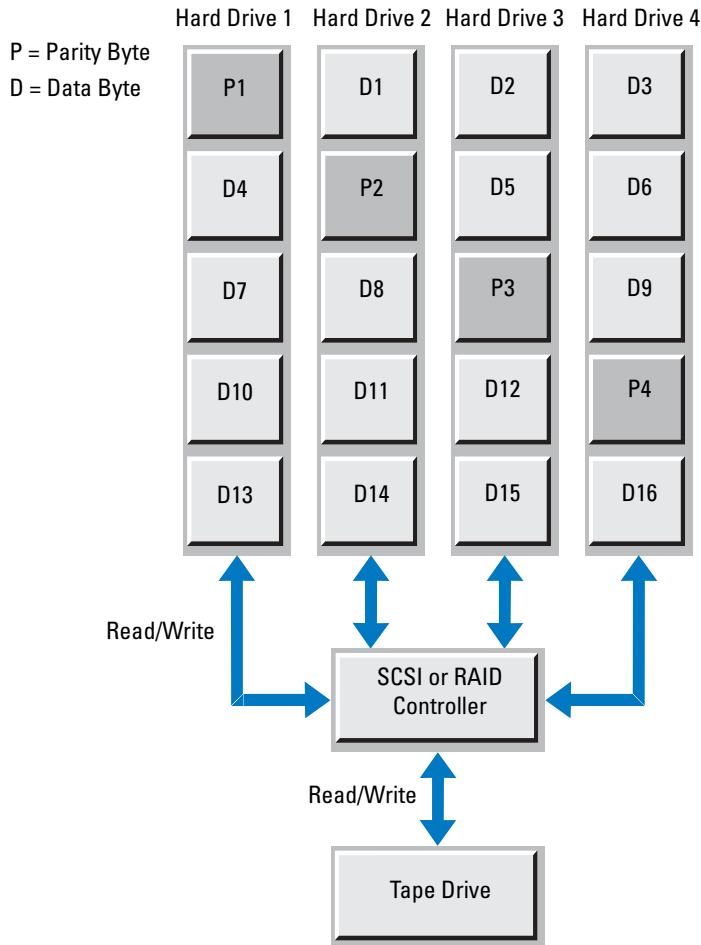 Hard Drive 1 Hard Drive 2 Hard Drive 3 Hard Drive 4
P = Parity Byte
D = Data Byte
P1 D1 D2 D3
D4 P2 D5 D6
D7 D8 P3 D9
D10 D11 D12 P4
D13 D14 D15 D16
Read/Write
SCSI or RAID
Controller
Read/Write
Tape Drive